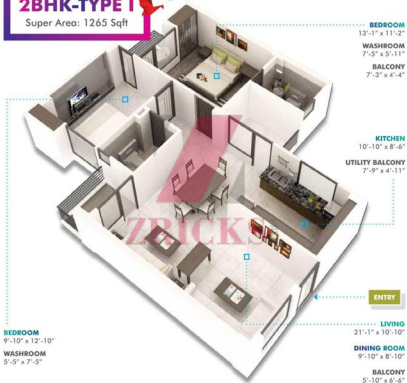 2BHK-TYPE I
Super Area: 1265 Sqft
BEDROOM
13'-1" x 11'-2"
WASHROOM
7'-5" x 5'-11"
BALCONY
7'-3" x 4'-4"
KITCHEN
10'-10" x 8'-6"
UTILITY BALCONY
7'-9" x 4'-11"
ZRICKS
ENTRY
LIVING
21'-1" x 10'-10"
DINING ROOM
9'-10" x 8'-10"
BALCONY
5'-10" x 6'-6"
BEDROOM
9'-10" x 12'-10"
WASHROOM
5'-5" x 7'-5"